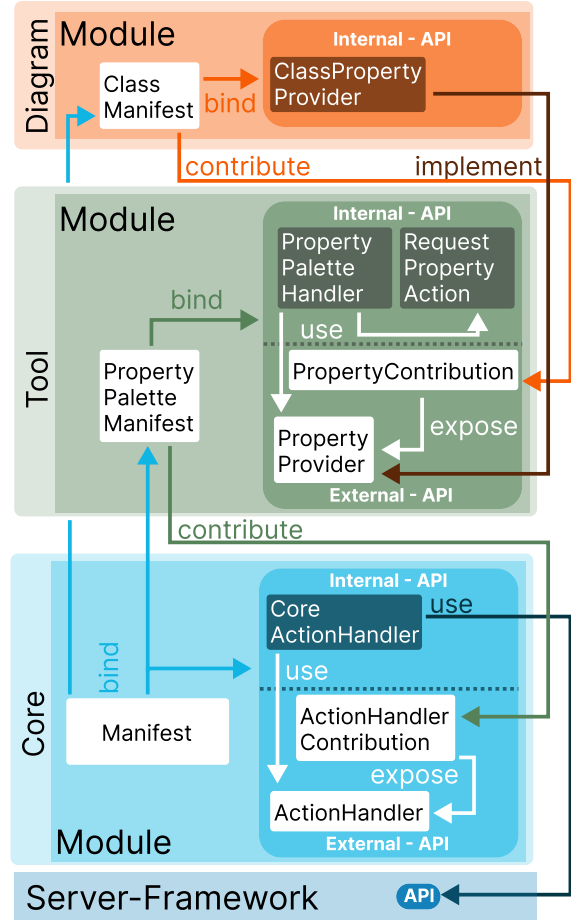 Diagram
Module
Internal - API
Class
Manifest
bind
ClassProperty
Provider
contribute
implement
Tool
Module
Internal - API
Property
Palette
Handler
Request
Property
Action
bind
use
Property
Palette
Manifest
PropertyContribution
expose
Property
Provider
External - API
contribute
Core
Internal - API
Core
ActionHandler
use
bind
use
Manifest
ActionHandler
Contribution
expose
ActionHandler
Module
External - API
Server-Framework
API